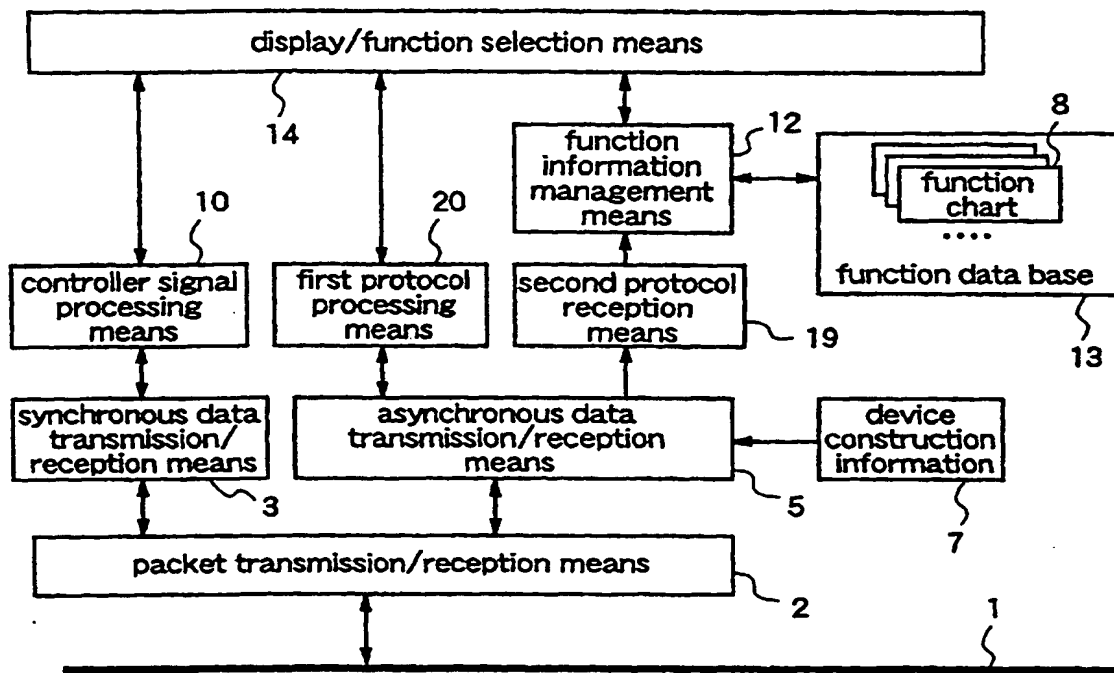 display/function selection means
14
function
information
management
means
12
8
function
chart
....
function data base
13
10
controller signal
processing
means
20
first protocol
processing
means
second protocol
reception
means
19
synchronous data
transmission/
reception means
3
asynchronous data
transmission/reception
means
5
device
construction
information
7
packet transmission/reception means
2
1